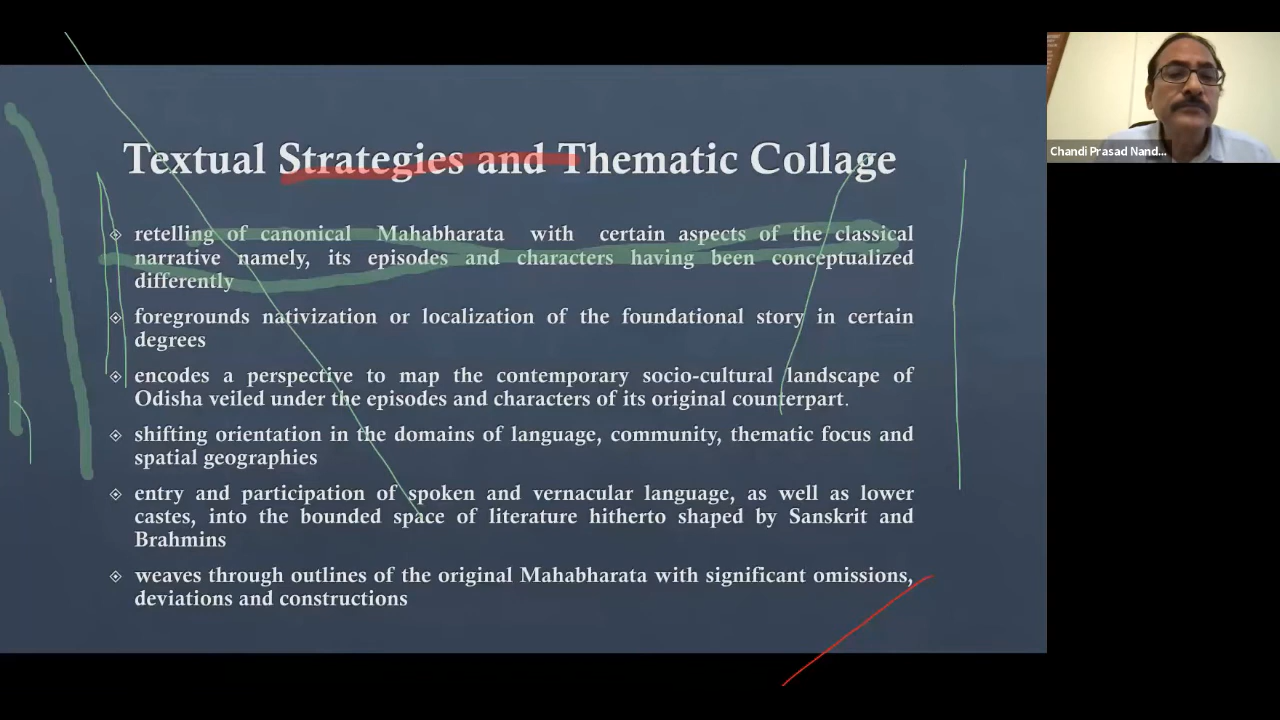 Textual Strategies and Thematic Collage
retelling of canonical Mahabharata with certain aspects of the classical
narrative namely, its episodes and characters having been conceptualized
differently
foregrounds nativization or localization of the foundational story in certain
degrees
encodes a perspective to map the contemporary socio-cultural landscape of
Odisha veiled under the episodes and characters of its original counterpart.
shifting orientation in the domains of language, community, thematic focus and
spatial geographies
entry and participation of spoken and vernacular language, as well as lower
castes, into the bounded space of literature hitherto shaped by Sanskrit and
Brahmins
weaves through outlines of the original Mahabharata with significant omissions,
deviations and constructions
Chandi Prasad Nand...